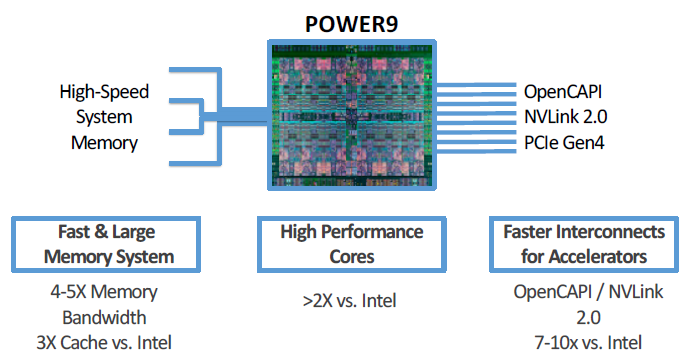 POWER9
High-Speed
System
Memory
OpenCAPI
NVLink 2.0
PCIe Gen4
Fast & Large
Memory System
4-5X Memory
Bandwidth
3X Cache vs. Intel
High Performance
Cores
>2X vs. Intel
Faster Interconnects
for Accelerators
OpenCAPI / NVLink
2.0
7-10x vs. Intel